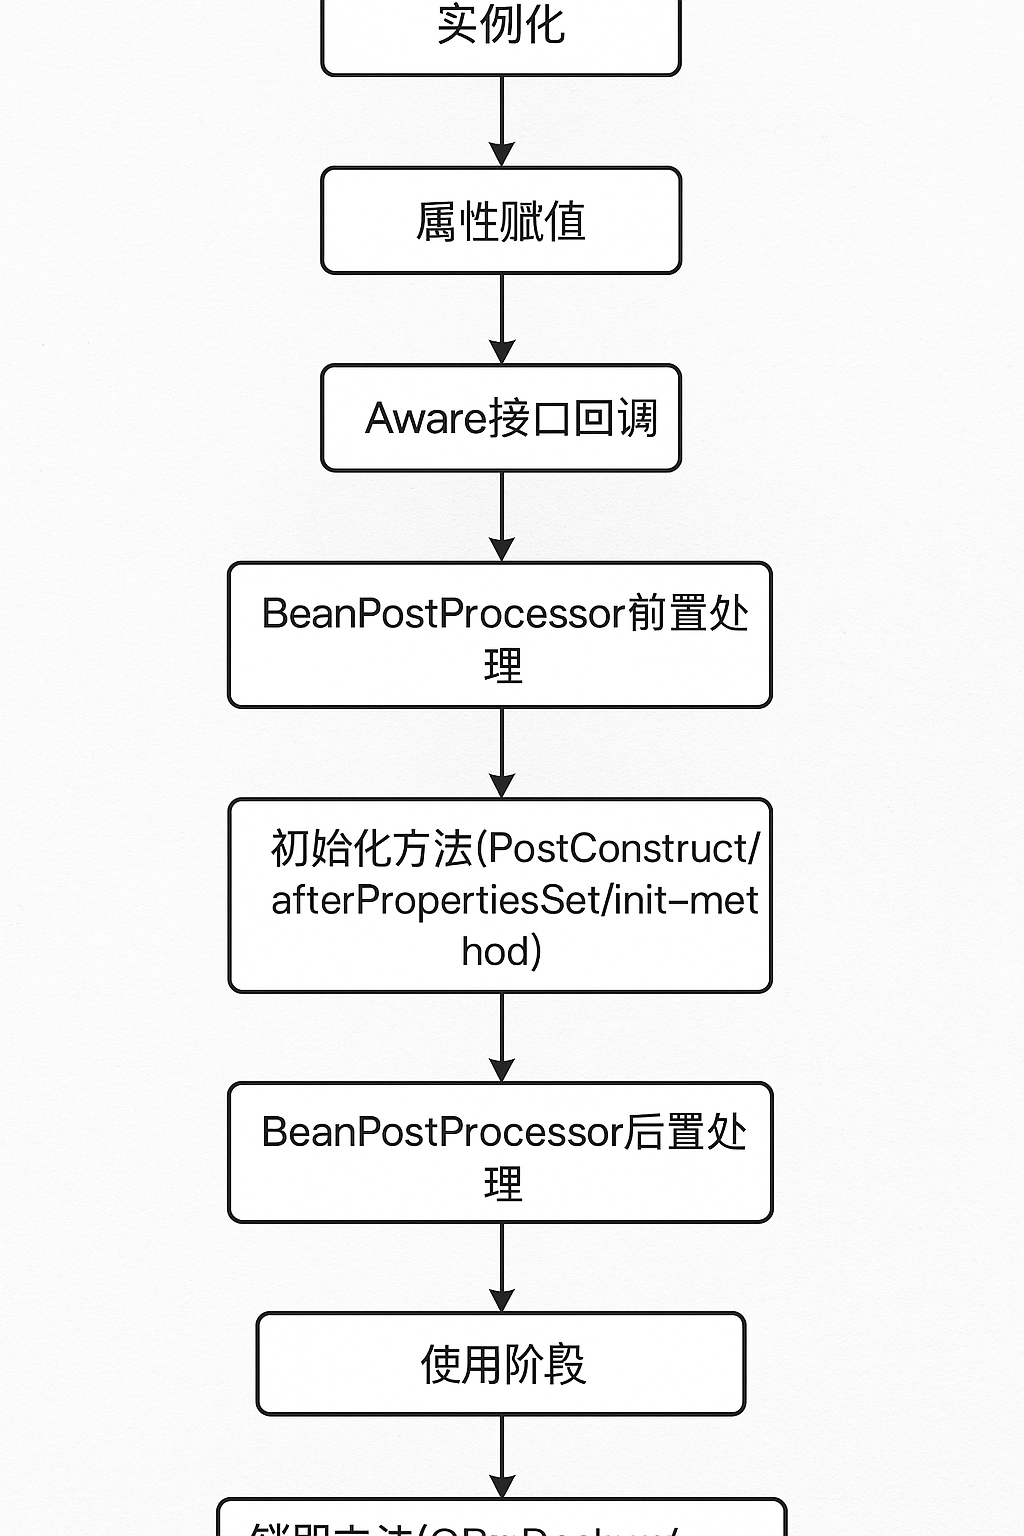 实例化
属性赋值
Aware接口回调
BeanPostProcessor前置处
理
初始化方法(PostConstruct/
afterPropertiesSet/init–met
hod)
BeanPostProcessor后置处
理
使用阶段